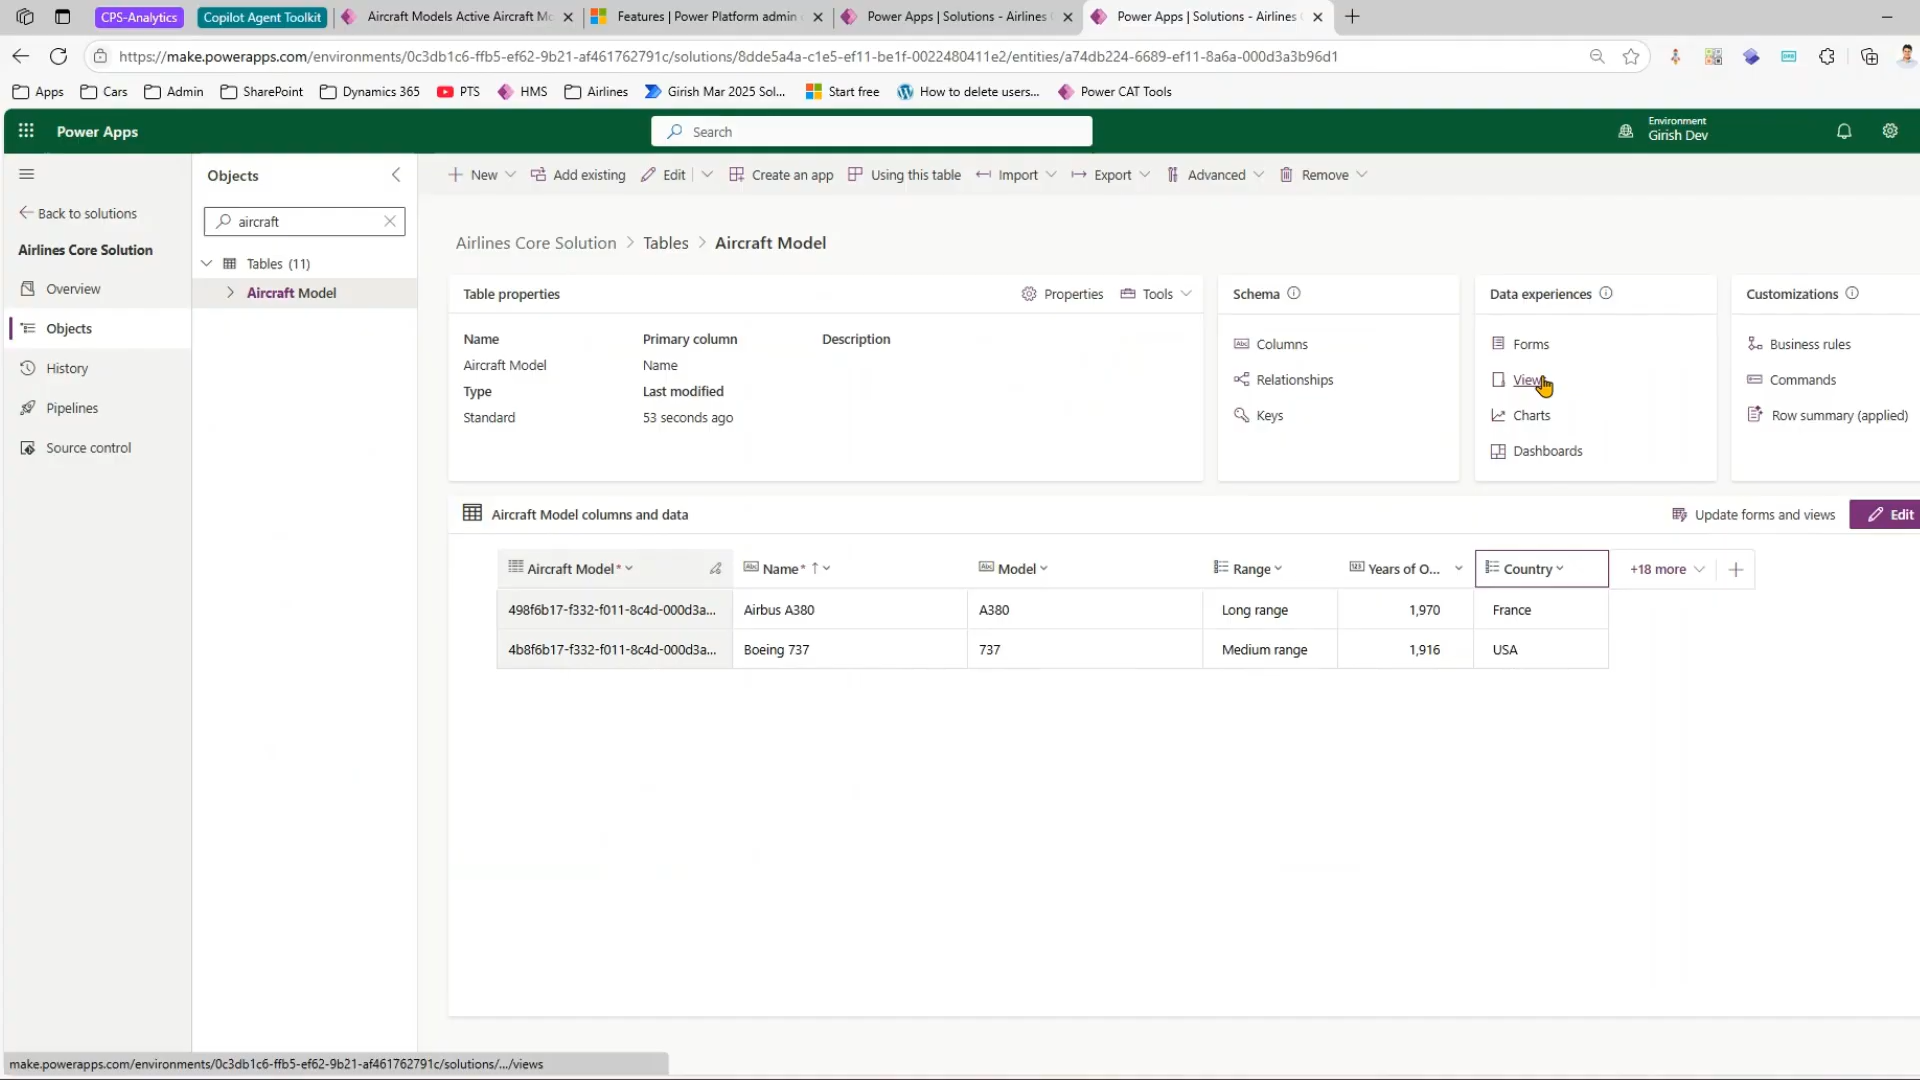 CPS-Analytics
Copilot Agent Toolkit
Aircraft Models Active Aircraft Mo
Features | Power Platform admin
Power Apps | Solutions - Airlines
Power Apps | Solutions - Airlines
https://make.powerapps.com/environments/0c3db1c6-ffb5-ef62-9b21-af461762791c/solutions/8dde5a4a-c1e5-ef11-be1f-0022480411e2/entities/a74db224-6689-ef11-8a6a-000d3a3b96d1
Apps
Cars
Admin
SharePoint
Dynamics 365
PTS
HMS
Airlines
Girish Mar 2025 Sol...
Start free
How to delete users...
Power CAT Tools
Power Apps
Search
Environment
Girish Dev
Back to solutions
Airlines Core Solution
Overview
Objects
History
Pipelines
Source control
Objects
aircraft
Tables (11)
Aircraft Model
New
Add existing
Edit
Create an app
Using this table
Import
Export
Advanced
Remove
Airlines Core Solution > Tables > Aircraft Model
Table properties
Properties
Tools
Name
Primary column
Description
Aircraft Model
Name
Type
Last modified
Standard
53 seconds ago
Schema
Columns
Relationships
Keys
Data experiences
Forms
View
Charts
Dashboards
Customizations
Business rules
Commands
Row summary (applied)
Aircraft Model columns and data
Update forms and views
Edit
Aircraft Model *
Name *
Model
Range
Years of O...
Country
+18 more
498f6b17-f332-f011-8c4d-000d3a...
Airbus A380
A380
Long range
1,970
France
4b8f6b17-f332-f011-8c4d-000d3a...
Boeing 737
737
Medium range
1,916
USA
make.powerapps.com/environments/0c3db1c6-ffb5-ef62-9b21-af461762791c/solutions/.../views